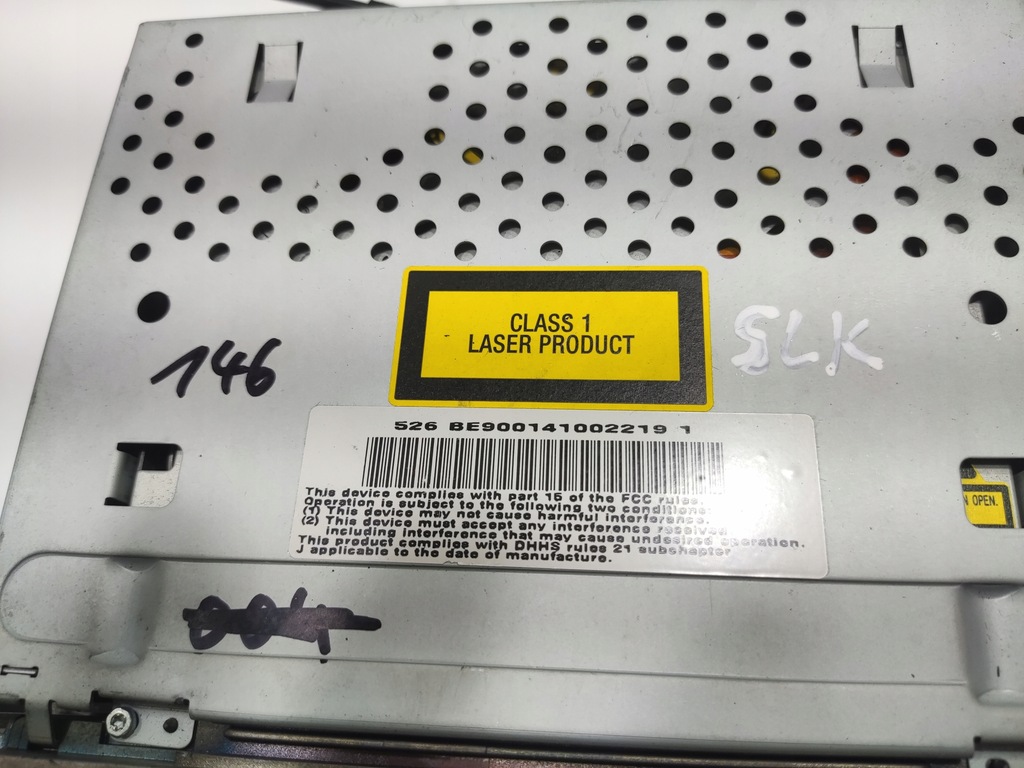 CLASS 1
LASER PRODUCT
SLK
146
526 BE900141002219 1
This device complies with part 15 of the FCC rules.
Operation is subject to the following two conditions:
(1) This device may not cause harmful interference.
(2) This device must accept any interference received
including interference that may cause undesired operation.
This product complies with DHHS rules 21 subchapter
J applicable to the date of manufacture.
OPEN.